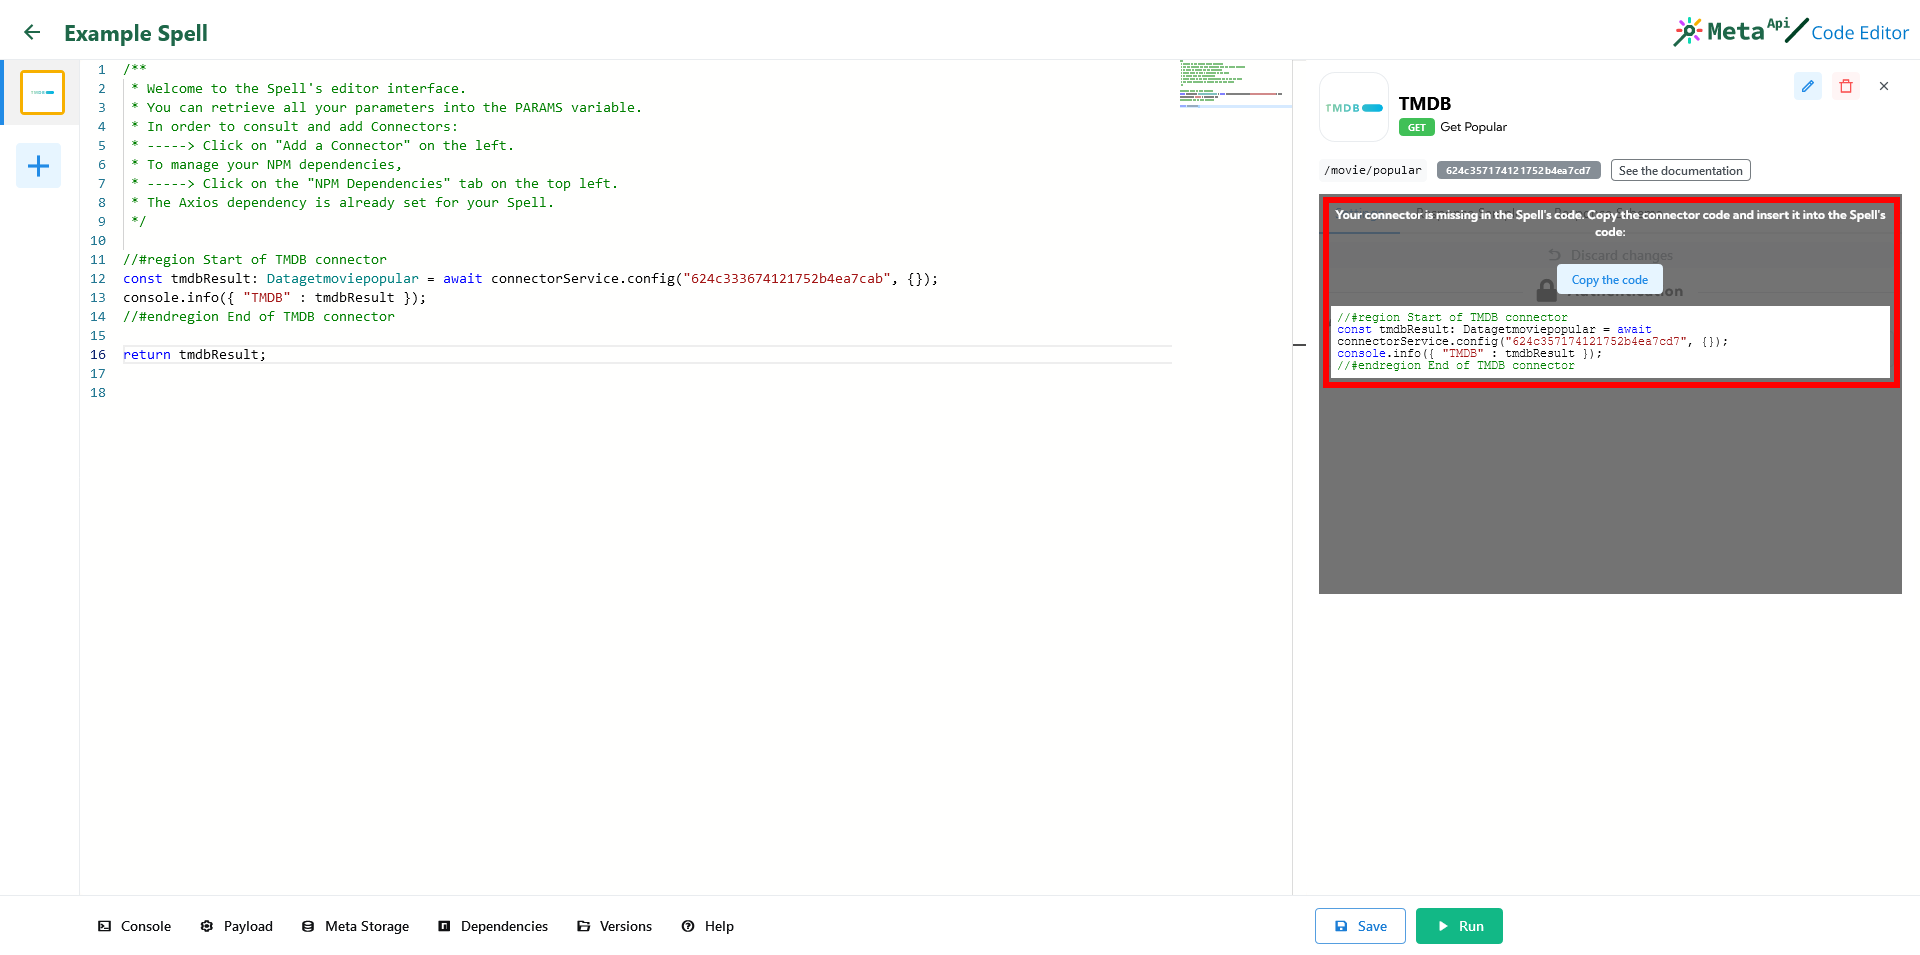 Example Spell
MetaApi Code Editor
1 /**
2 * Welcome to the Spell's editor interface.
3 * You can retrieve all your parameters into the PARAMS variable.
4 * In order to consult and add Connectors:
5 * -----> Click on "Add a Connector" on the left.
6 * To manage your NPM dependencies,
7 * -----> Click on the "NPM Dependencies" tab on the top left.
8 * The Axios dependency is already set for your Spell.
9 */
10
11 //#region Start of TMDB connector
12 const tmdbResult: Datagetmoviepopular = await connectorService.config("624c333674121752b4ea7cab", {});
13 console.info({ "TMDB" : tmdbResult });
14 //#endregion End of TMDB connector
15
16 return tmdbResult;
17
18
TMDB
TMDB
GET Get Popular
/movie/popular 624c357174121752b4ea7cd7 See the documentation
Your connector is missing in the Spell's code. Copy the connector code and insert it into the Spell's
code:
Discard changes
Copy the code
Authentication
//#region Start of TMDB connector
const tmdbResult: Datagetmoviepopular = await
connectorService.config("624c357174121752b4ea7cd7", {});
console.info({ "TMDB" : tmdbResult });
//#endregion End of TMDB connector
Console Payload Meta Storage Dependencies Versions Help Save Run